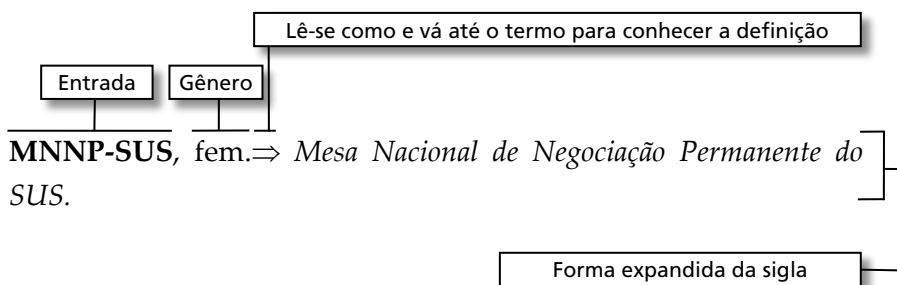 Lê-se como e vá até o termo para conhecer a definição
Entrada Gênero
MNNP-SUS, fem.⇒ Mesa Nacional de Negociação Permanente do
SUS.
Forma expandida da sigla